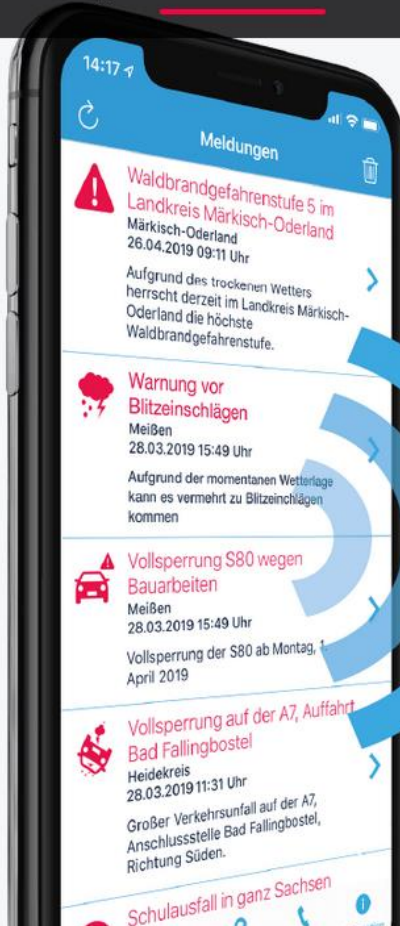 14:17
Meldungen
Waldbrandgefahrenstufe 5 im
Landkreis Märkisch-Oderland
Märkisch-Oderland
26.04.2019 09:11 Uhr
Aufgrund des trockenen Wetters
herrscht derzeit im Landkreis Märkisch-
Oderland die höchste
Waldbrandgefahrenstufe.
Warnung vor
Blitzeinschlägen
Meißen
28.03.2019 15:49 Uhr
Aufgrund der momentanen Wetterlage
kann es vermehrt zu Blitzeinchlägen
kommen
Vollsperrung S80 wegen
Bauarbeiten
Meißen
28.03.2019 15:49 Uhr
Vollsperrung der S80 ab Montag, 1.
April 2019
Vollsperrung auf der A7, Auffahrt
Bad Fallingbostel
Heidekreis
28.03.2019 11:31 Uhr
Großer Verkehrsunfall auf der A7,
Anschlussstelle Bad Fallingbostel,
Richtung Süden.
Schulausfall in ganz Sachsen